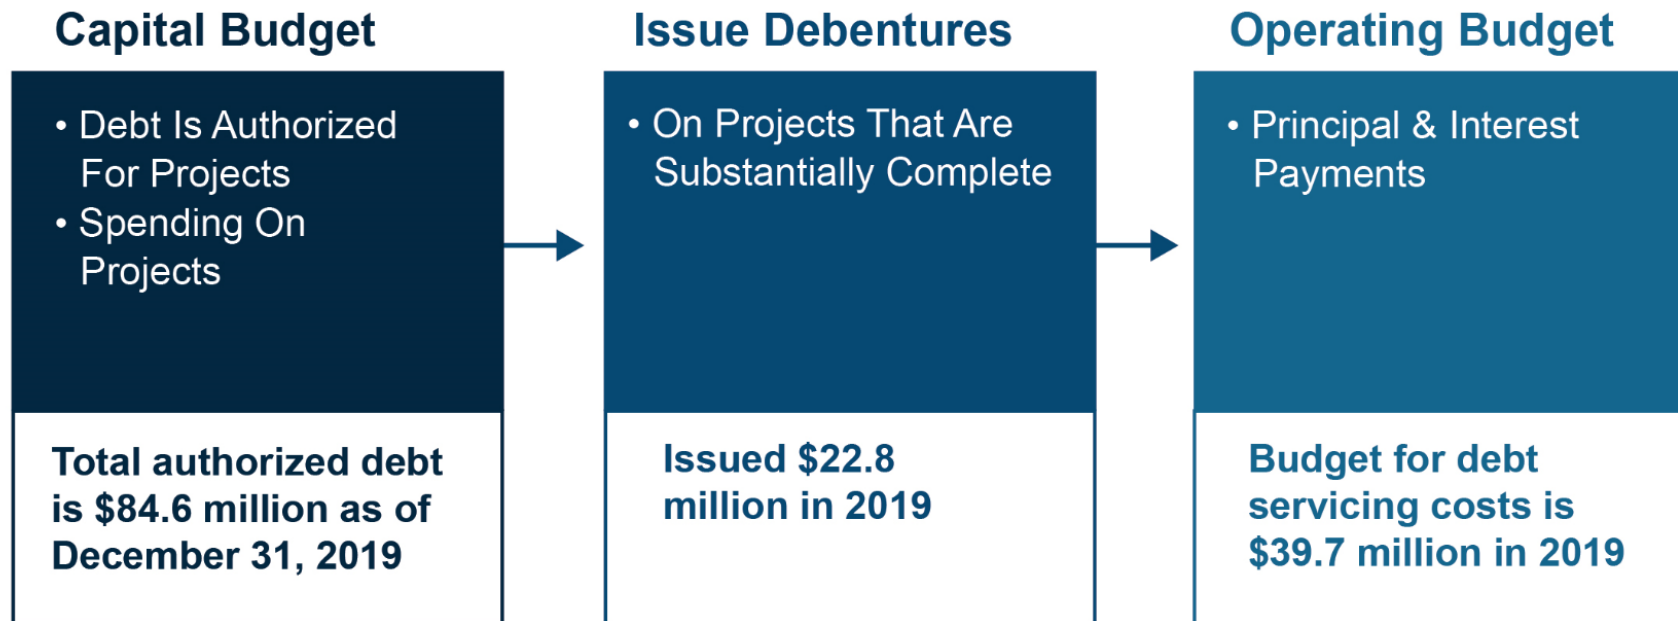 Capital Budget
• Debt Is Authorized
For Projects
• Spending On
Projects
Total authorized debt
is $84.6 million as of
December 31, 2019
Issue Debentures
• On Projects That Are
Substantially Complete
Issued $22.8
million in 2019
Operating Budget
• Principal & Interest
Payments
Budget for debt
servicing costs is
$39.7 million in 2019